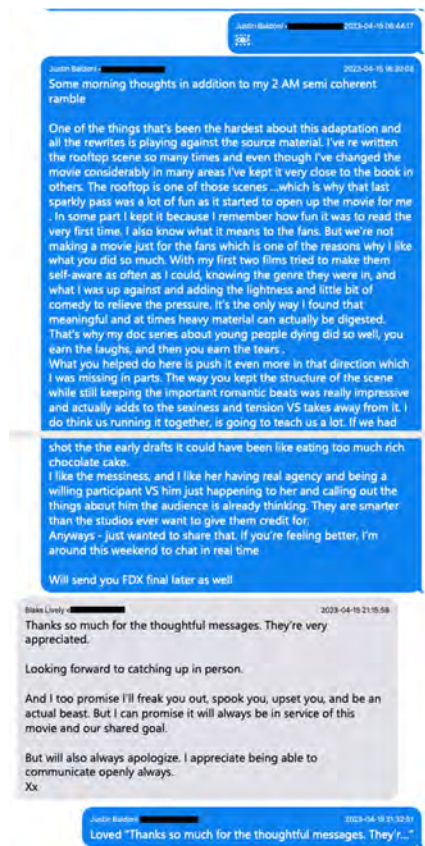 Justin Baldoni 2023-04-15 06:44:17
Justin Baldoni 2023-04-15 16:30:08
Some morning thoughts in addition to my 2 AM semi coherent
ramble
One of the things that's been the hardest about this adaptation and
all the rewrites is playing against the source material. I've re written
the rooftop scene so many times and even though I've changed the
movie considerably in many areas I've kept it very close to the book in
others. The rooftop is one of those scenes ...which is why that last
sparkly pass was a lot of fun as it started to open up the movie for me
. In some part I kept it because I remember how fun it was to read the
very first time. I also know what it means to the fans. But we're not
making a movie just for the fans which is one of the reasons why I like
what you did so much. With my first two films tried to make them
self-aware as often as I could, knowing the genre they were in, and
what I was up against and adding the lightness and little bit of
comedy to relieve the pressure. It's the only way I found that
meaningful and at times heavy material can actually be digested.
That's why my doc series about young people dying did so well, you
earn the laughs, and then you earn the tears .
What you helped do here is push it even more in that direction which
I was missing in parts. The way you kept the structure of the scene
while still keeping the important romantic beats was really impressive
and actually adds to the sexiness and tension VS takes away from it. I
do think us running it together, is going to teach us a lot. If we had
shot the the early drafts it could have been like eating too much rich
chocolate cake.
I like the messiness, and I like her having real agency and being a
willing participant VS him just happening to her and calling out the
things about him the audience is already thinking. They are smarter
than the studios ever want to give them credit for.
Anyways - just wanted to share that. If you're feeling better, I'm
around this weekend to chat in real time
Will send you FDX final later as well
Blake Lively 2023-04-15 21:15:58
Thanks so much for the thoughtful messages. They're very
appreciated.
Looking forward to catching up in person.
And I too promise I'll freak you out, spook you, upset you, and be an
actual beast. But I can promise it will always be in service of this
movie and our shared goal.
But will also always apologize. I appreciate being able to
communicate openly always.
Xx
Justin Baldoni 2023-04-15 21:32:51
Loved "Thanks so much for the thoughtful messages. They'r..."